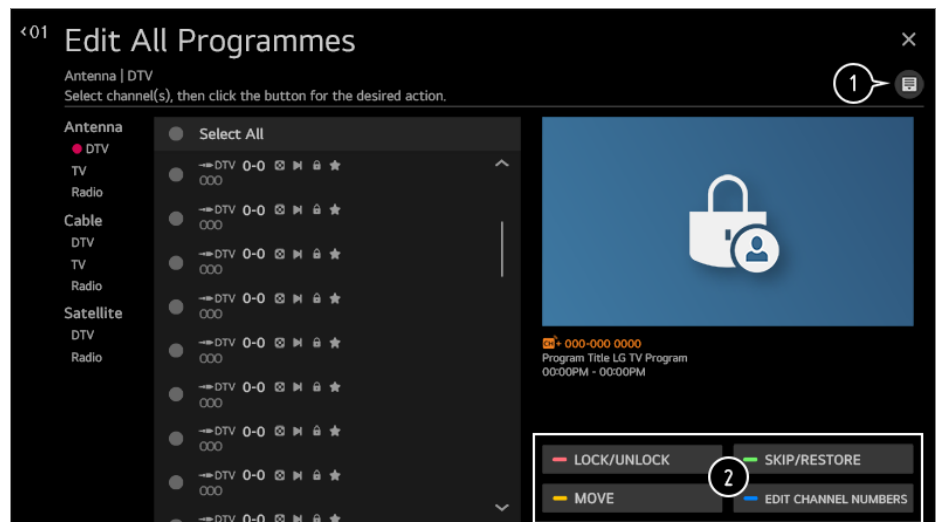 ‹01
Edit All Programmes
Antenna | DTV
Select channel(s), then click the button for the desired action.
1
Antenna
DTV
TV
Radio
Cable
DTV
TV
Radio
Satellite
DTV
Radio
Select All
DTV 0-0
000
DTV 0-0
000
DTV 0-0
000
DTV 0-0
000
DTV 0-0
000
DTV 0-0
000
DTV 0-0
000
DTV 0-0
000
DTV 0-0
CH+ 000-000 0000
Program Title LG TV Program
00:00PM - 00:00PM
LOCK/UNLOCK
SKIP/RESTORE
2
MOVE
EDIT CHANNEL NUMBERS